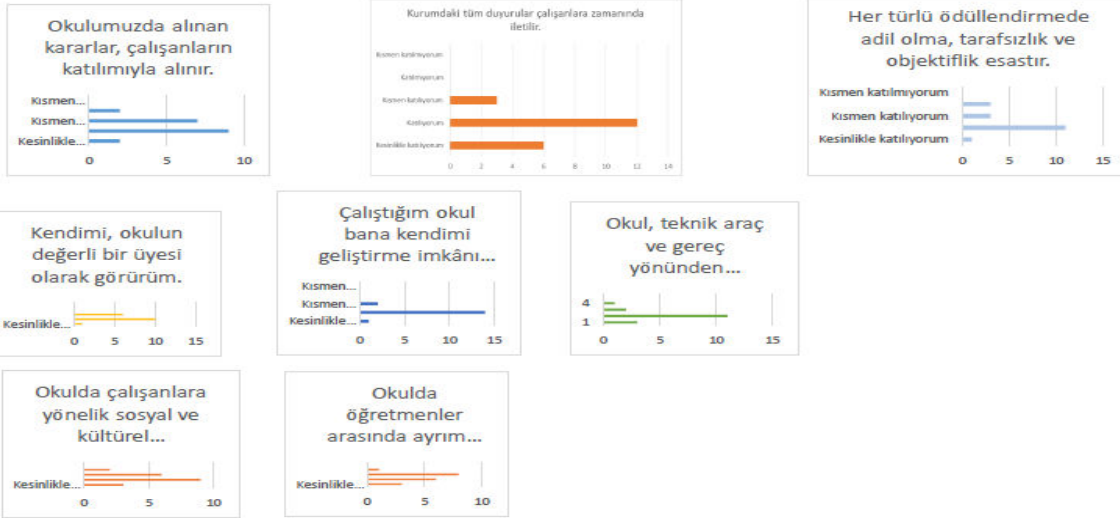 Okulumuzda alınan
kararlar, çalışanların
katılımıyla alınır.
Kısmen...
Kısmen...
Kesinlikle...
0 5 10
Kurumdaki tüm duyurular çalışanlara zamanında
iletilir.
Kısmen katılmıyorum
Katılmıyorum
Kısmen katılıyorum
Katılıyorum
Kesinlikle katılıyorum
0 2 4 6 8 10 12 14
Her türlü ödüllendirmede
adil olma, tarafsızlık ve
objektiflik esastır.
Kısmen katılmıyorum
Kısmen katılıyorum
Kesinlikle katılıyorum
0 5 10 15
Kendimi, okulun
değerli bir üyesi
olarak görürüm.
Kesinlikle...
0 5 10 15
Çalıştığım okul
bana kendimi
geliştirme imkânı...
Kısmen...
Kısmen...
Kesinlikle...
0 5 10 15
Okul, teknik araç
ve gereç
yönünden...
4
1
0 5 10 15
Okulda çalışanlara
yönelik sosyal ve
kültürel...
Kesinlikle...
0 5 10
Okulda
öğretmenler
arasında ayrım...
Kesinlikle...
0 5 10